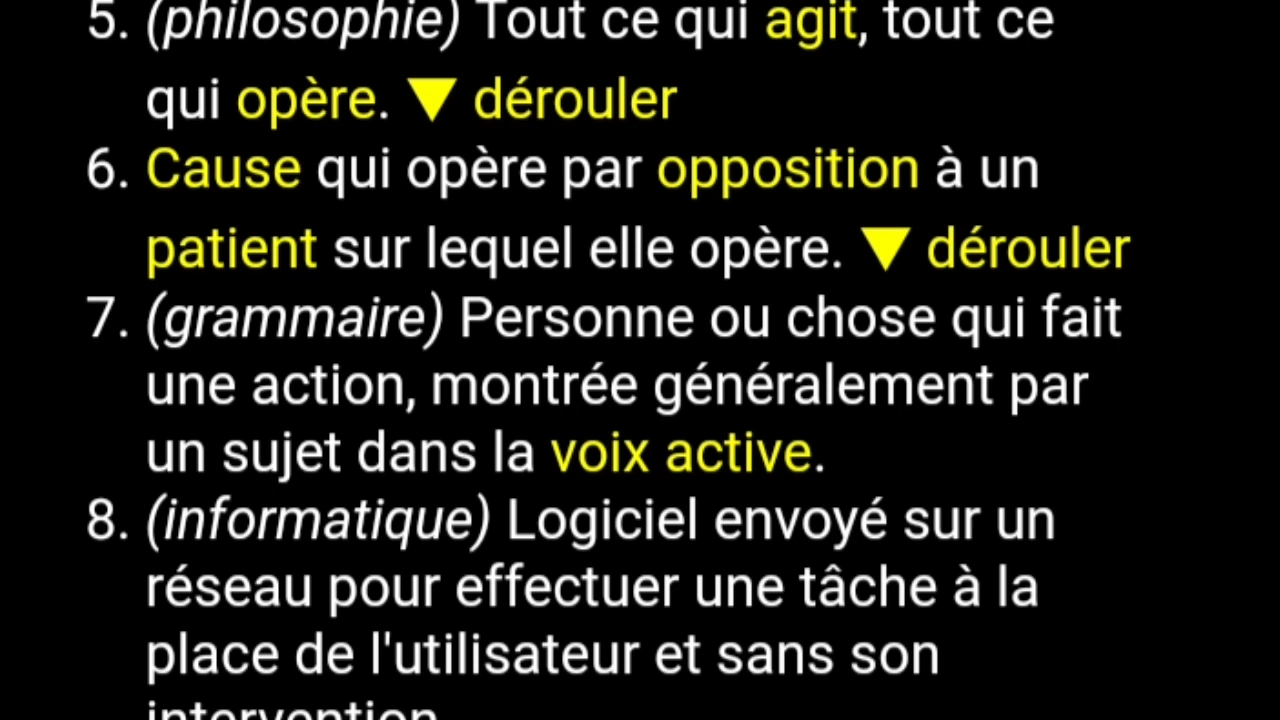 5. (philosophie) Tout ce qui agit, tout ce
qui opère. ▼ dérouler
6. Cause qui opère par opposition à un
patient sur lequel elle opère. ▼ dérouler
7. (grammaire) Personne ou chose qui fait
une action, montrée généralement par
un sujet dans la voix active.
8. (informatique) Logiciel envoyé sur un
réseau pour effectuer une tâche à la
place de l'utilisateur et sans son
intervention